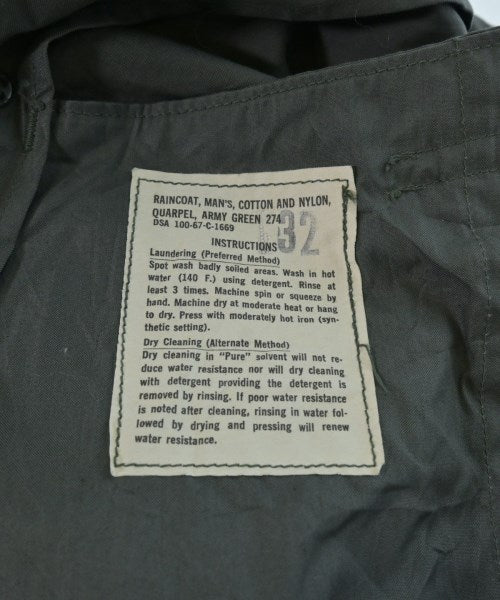 RAINCOAT, MAN'S, COTTON AND NYLON,
QUARPEL, ARMY GREEN 274
DSA 100-67-C-1669
32
INSTRUCTIONS
Laundering (Preferred Method)
Spot wash badly soiled areas. Wash in hot
water (140 F.) using detergent. Rinse at
least 3 times. Machine spin or squeeze by
hand. Machine dry at moderate heat or hang
to dry. Press with moderately hot iron (syn-
thetic setting).
Dry Cleaning (Alternate Method)
Dry cleaning in "Pure" solvent will not re-
duce water resistance nor will dry cleaning
with detergent providing the detergent is
removed by rinsing. If poor water resistance
is noted after cleaning, rinsing in water fol-
lowed by drying and pressing will renew
water resistance.